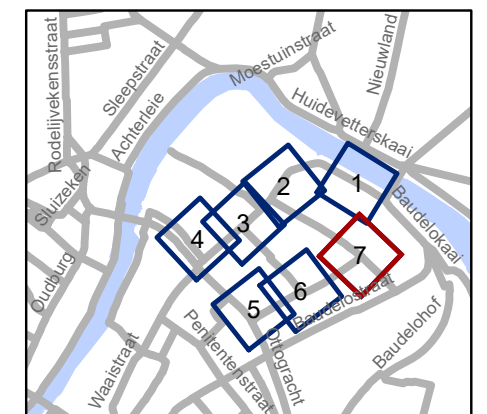 Rodelijvekensstraat
Sleepstraat
Achterleie
Moestuinstraat
Nieuwland
Huidevetterskaai
Sluizeken
Oudburg
Baudelokaai
1
2
3
4
7
6
5
Baudelostraat
Waaistraat
Penitentenstraat
Ottogracht
Baudelohof